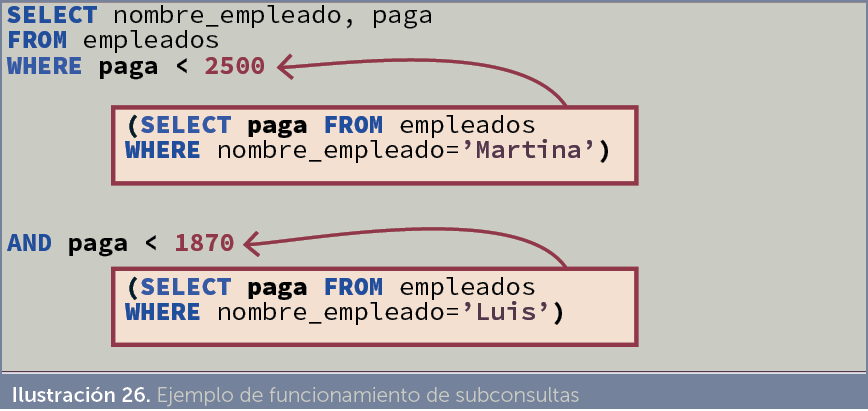 SELECT nombre_empleado, paga
FROM empleados
WHERE paga < 2500
(SELECT paga FROM empleados
WHERE nombre_empleado=’Martina’)
AND paga < 1870
(SELECT paga FROM empleados
WHERE nombre_empleado=’Luis’)
Ilustración 26. Ejemplo de funcionamiento de subconsultas